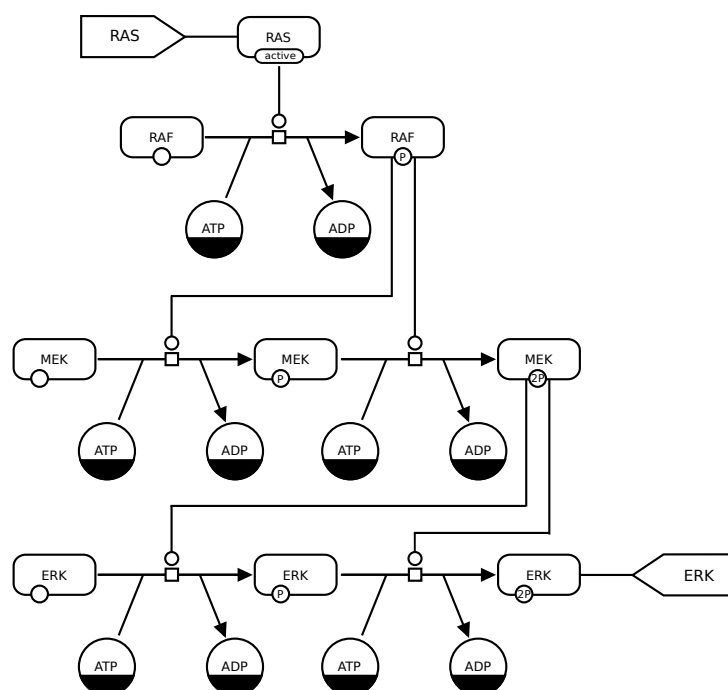 RAS
RAS
active
RAF
RAF
P
ATP
ADP
MEK
MEK
P
MEK
2P
ATP
ADP
ATP
ADP
ERK
ERK
P
ERK
2P
ERK
ATP
ADP
ATP
ADP